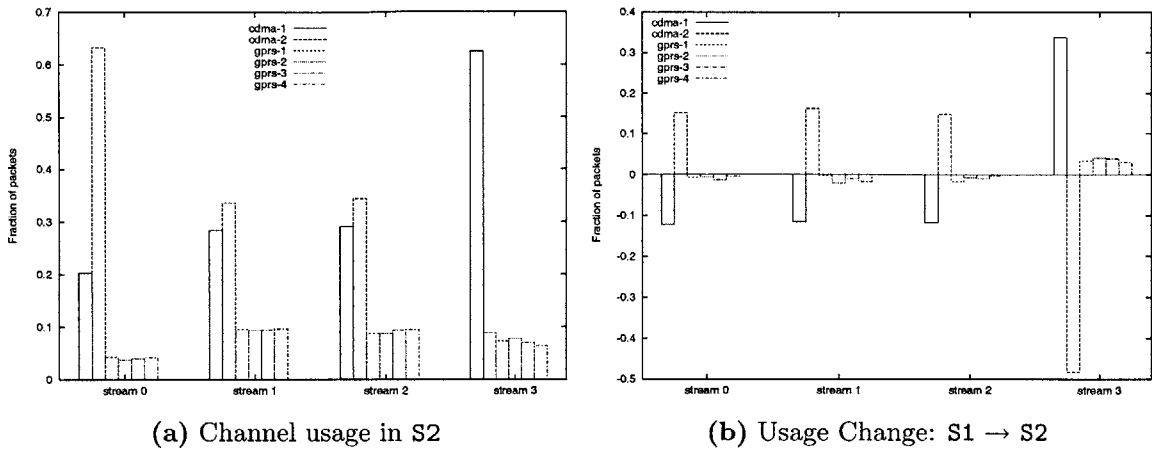 0.7
0.6
0.5
0.4
0.3
0.2
0.1
0
Fraction of packets
cdma-1
cdma-2
gprs-1
gprs-2
gprs-3
gprs-4
stream 0 stream 1 stream 2 stream 3
(a) Channel usage in S2
0.4
0.3
0.2
0.1
0
-0.1
-0.2
-0.3
-0.4
-0.5
Fraction of packets
cdma-1
cdma-2
gprs-1
gprs-2
gprs-3
gprs-4
stream 0 stream 1 stream 2 stream 3
(b) Usage Change: S1 → S2